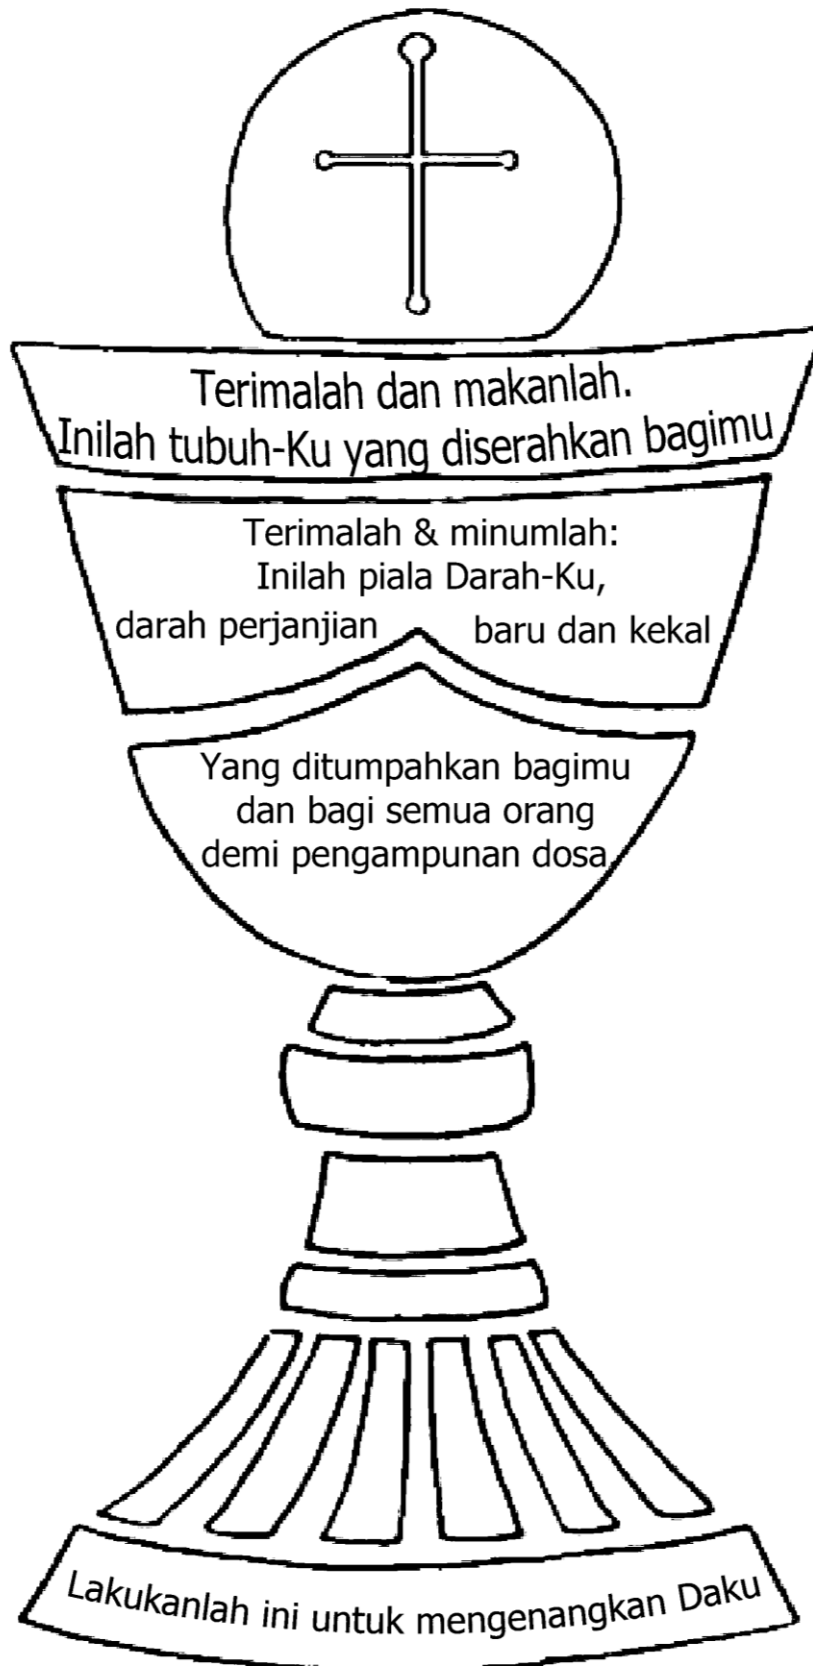 Terimalah dan makanlah.
Inilah tubuh-Ku yang diserahkan bagimu
Terimalah & minumlah:
Inilah piala Darah-Ku,
darah perjanjian baru dan kekal
Yang ditumpahkan bagimu
dan bagi semua orang
demi pengampunan dosa,
Lakukanlah ini untuk mengenangkan Daku